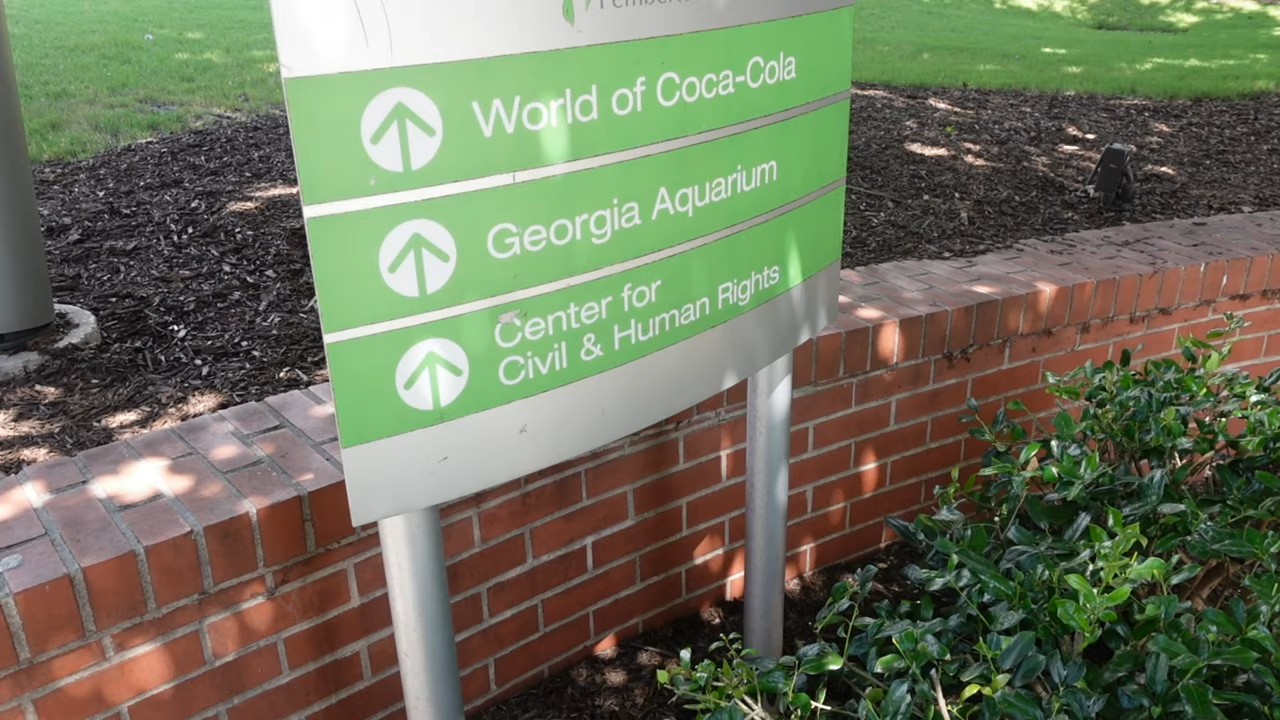 World of Coca-Cola
Georgia Aquarium
Center for
Civil & Human Rights